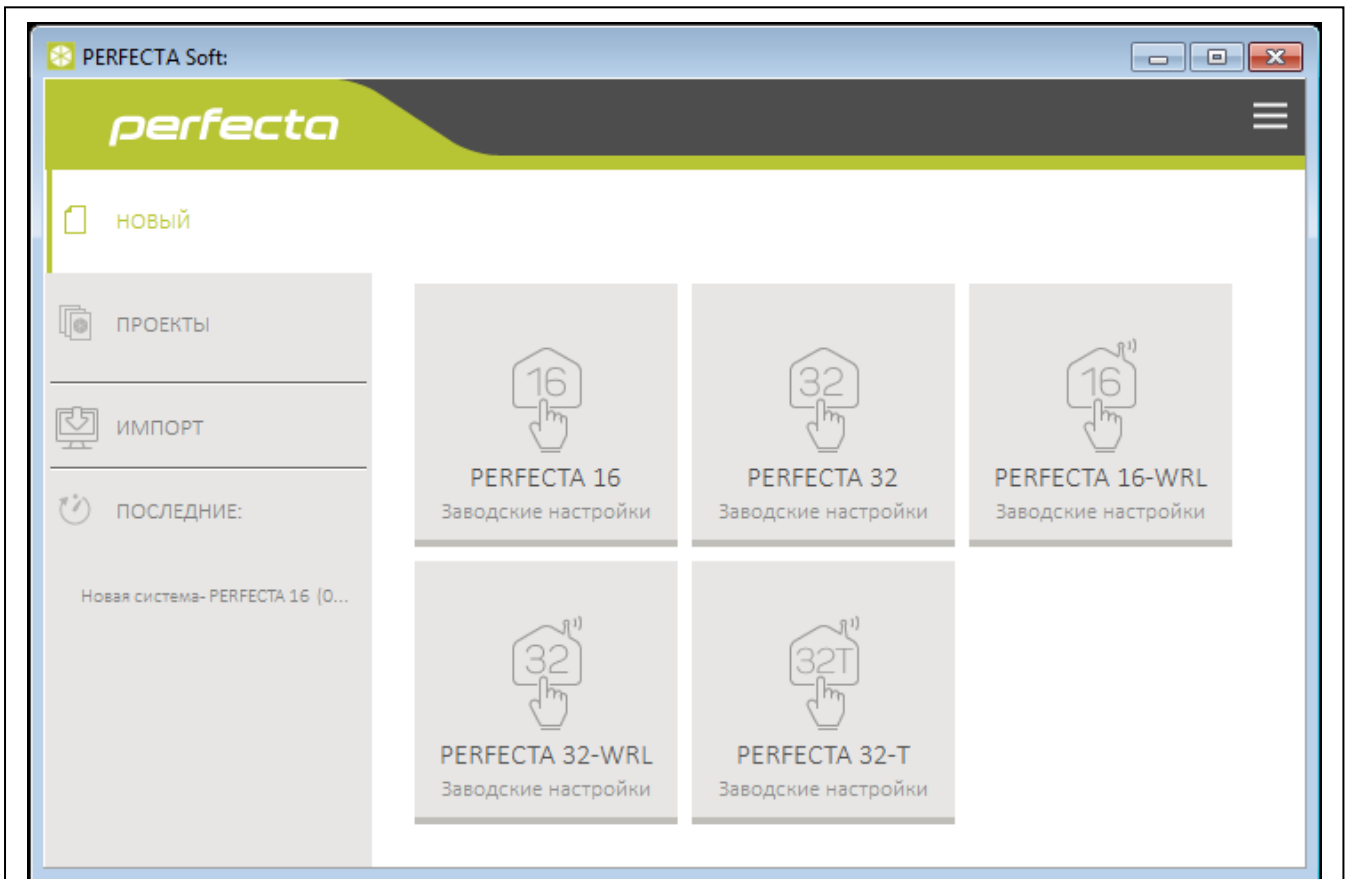 PERFECTA Soft:
perfecta
НОВЫЙ
ПРОЕКТЫ
ИМПОРТ
ПОСЛЕДНИЕ:
Новая система- PERFECTA 16 (0...
16
PERFECTA 16
Заводские настройки
32
PERFECTA 32
Заводские настройки
16
PERFECTA 16-WRL
Заводские настройки
32
PERFECTA 32-WRL
Заводские настройки
32T
PERFECTA 32-T
Заводские настройки